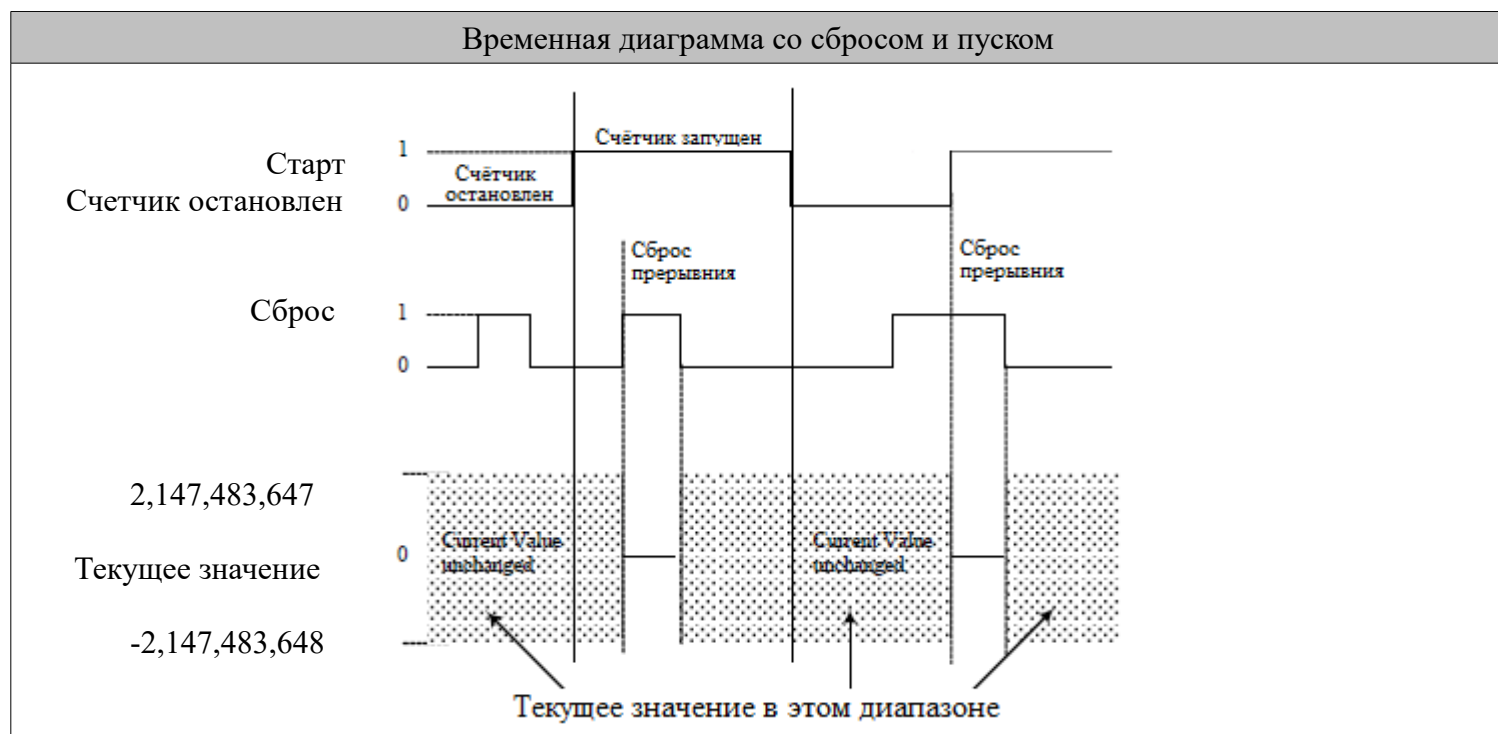 Временная диаграмма со сбросом и пуском
Счётчик запущен
Старт
1
Счётчик
остановлен
Счетчик остановлен
0
Сброс
прерывния
Сброс
прерывния
Сброс
1
0
2,147,483,647
Current Value
unchanged
Current Value
unchanged
0
Текущее значение
-2,147,483,648
Текущее значение в этом диапазоне